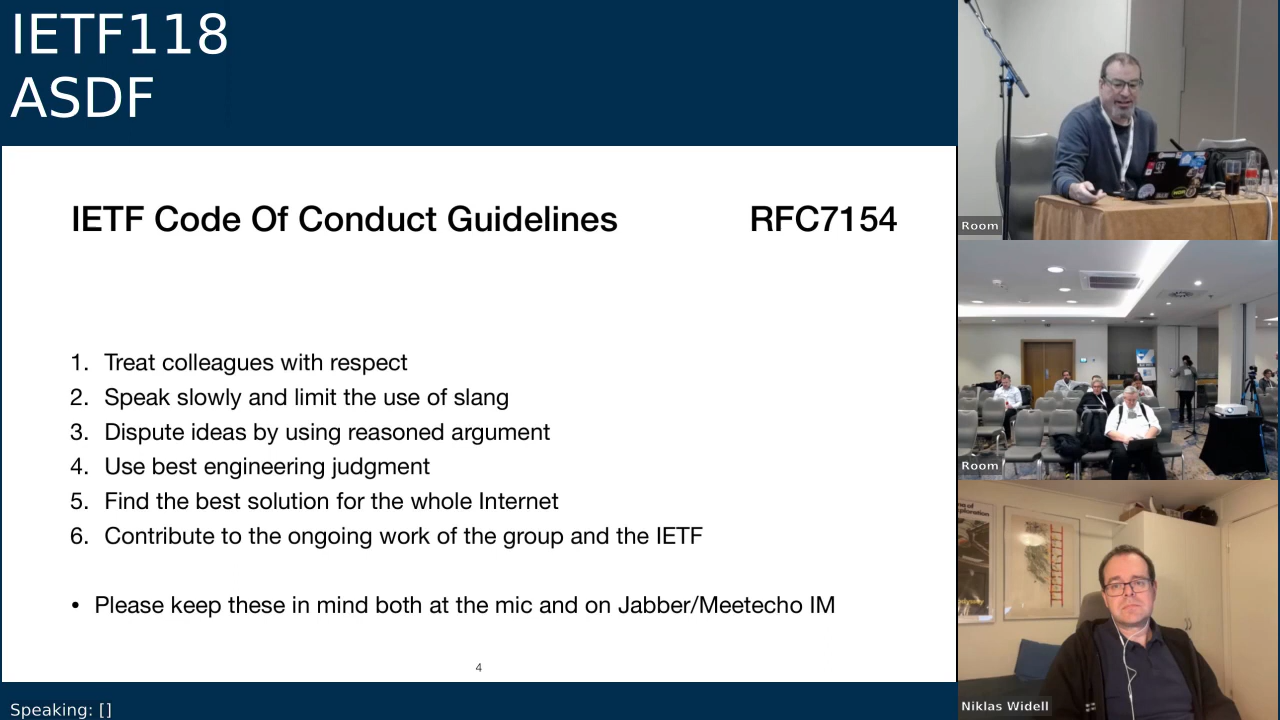 IETF118
ASDF
IETF Code Of Conduct Guidelines RFC7154
1. Treat colleagues with respect
2. Speak slowly and limit the use of slang
3. Dispute ideas by using reasoned argument
4. Use best engineering judgment
5. Find the best solution for the whole Internet
6. Contribute to the ongoing work of the group and the IETF
• Please keep these in mind both at the mic and on Jabber/Meetecho IM
4
Speaking: []
Room
Room
Niklas Widell